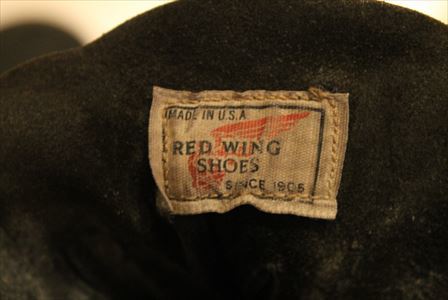 MADE IN U.S.A
RED WING
SHOES
SINCE 1905